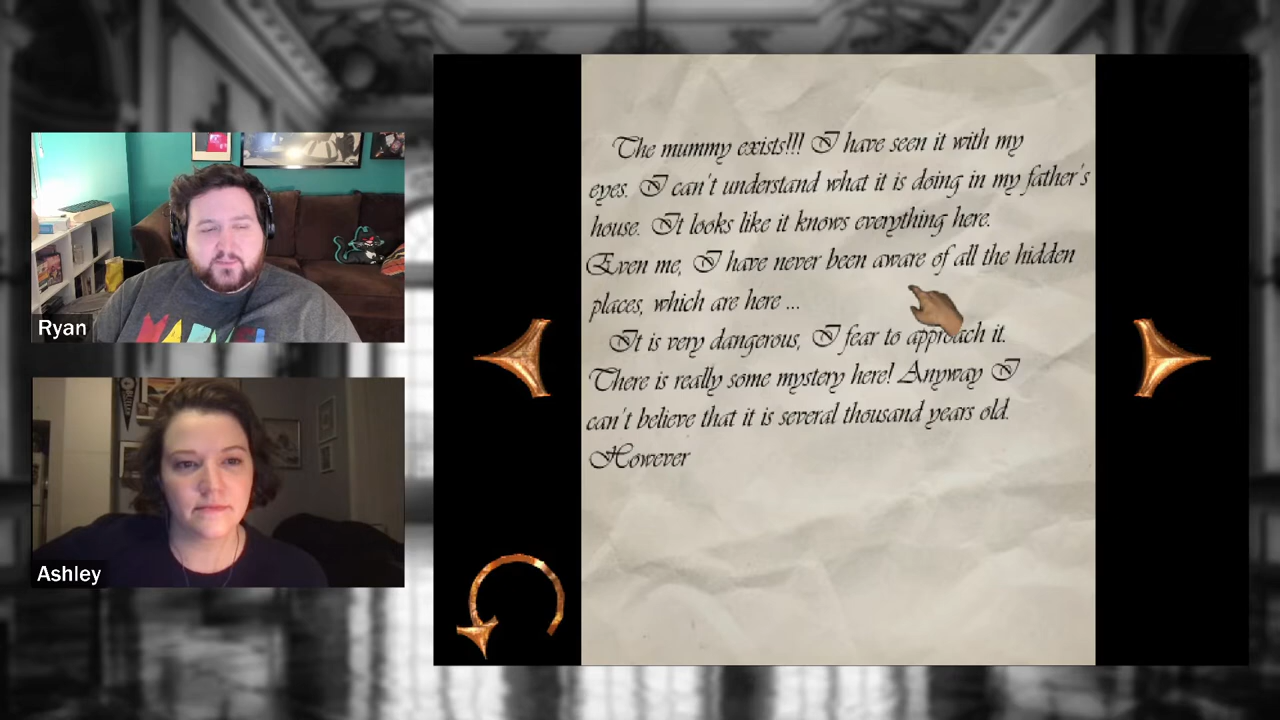 The mummy exists!!! I have seen it with my
eyes. I can't understand what it is doing in my father's
house. It looks like it knows everything here.
Even me, I have never been aware of all the hidden
places, which are here ...
It is very dangerous, I fear to approach it.
There is really some mystery here! Anyway I
can't believe that it is several thousand years old.
However
Ryan
Ashley